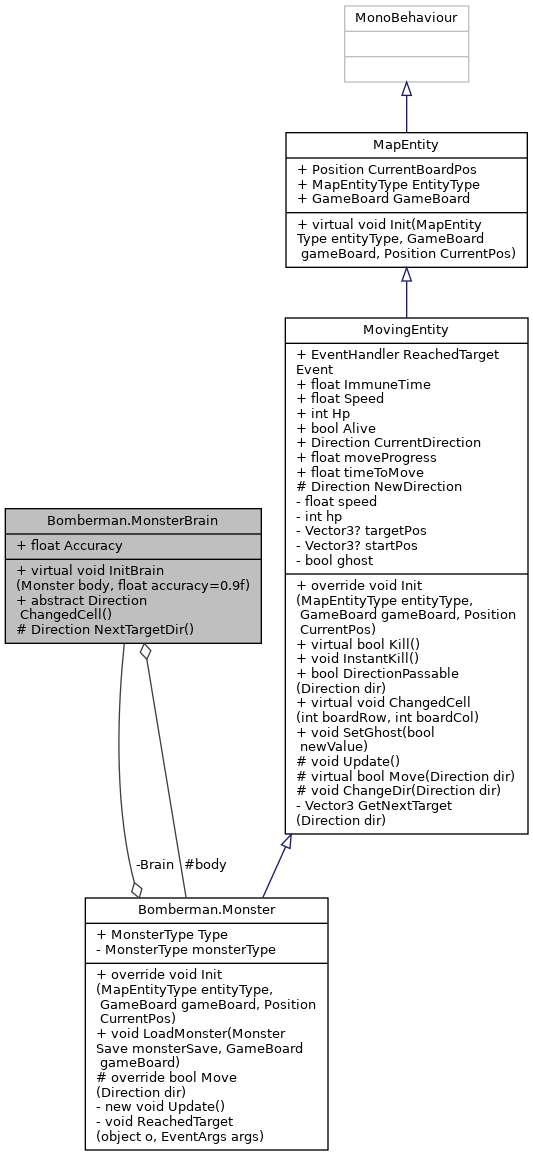 MonoBehaviour
MapEntity
+ Position CurrentBoardPos
+ MapEntityType EntityType
+ GameBoard GameBoard
+ virtual void Init(MapEntity
Type entityType, GameBoard
gameBoard, Position CurrentPos)
MovingEntity
+ EventHandler ReachedTarget
Event
+ float ImmuneTime
+ float Speed
+ int Hp
+ bool Alive
+ Direction CurrentDirection
+ float moveProgress
+ float timeToMove
# Direction NewDirection
- float speed
- int hp
- Vector3? targetPos
- Vector3? startPos
- bool ghost
+ override void Init
(MapEntityType entityType,
GameBoard gameBoard, Position
CurrentPos)
+ virtual bool Kill()
+ void InstantKill()
+ bool DirectionPassable
(Direction dir)
+ virtual void ChangedCell
(int boardRow, int boardCol)
+ void SetGhost(bool
newValue)
# void Update()
# virtual bool Move(Direction dir)
# void ChangeDir(Direction dir)
- Vector3 GetNextTarget
(Direction dir)
Bomberman.MonsterBrain
+ float Accuracy
+ virtual void InitBrain
(Monster body, float accuracy=0.9f)
+ abstract Direction
ChangedCell()
# Direction NextTargetDir()
-Brain #body
Bomberman.Monster
+ MonsterType Type
- MonsterType monsterType
+ override void Init
(MapEntityType entityType,
GameBoard gameBoard, Position
CurrentPos)
+ void LoadMonster(Monster
Save monsterSave, GameBoard
gameBoard)
# override bool Move
(Direction dir)
- new void Update()
- void ReachedTarget
(object o, EventArgs args)